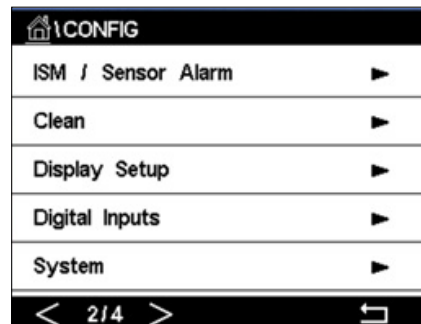 \CONFIG
ISM / Sensor Alarm
Clean
Display Setup
Digital Inputs
System
< 2/4 >